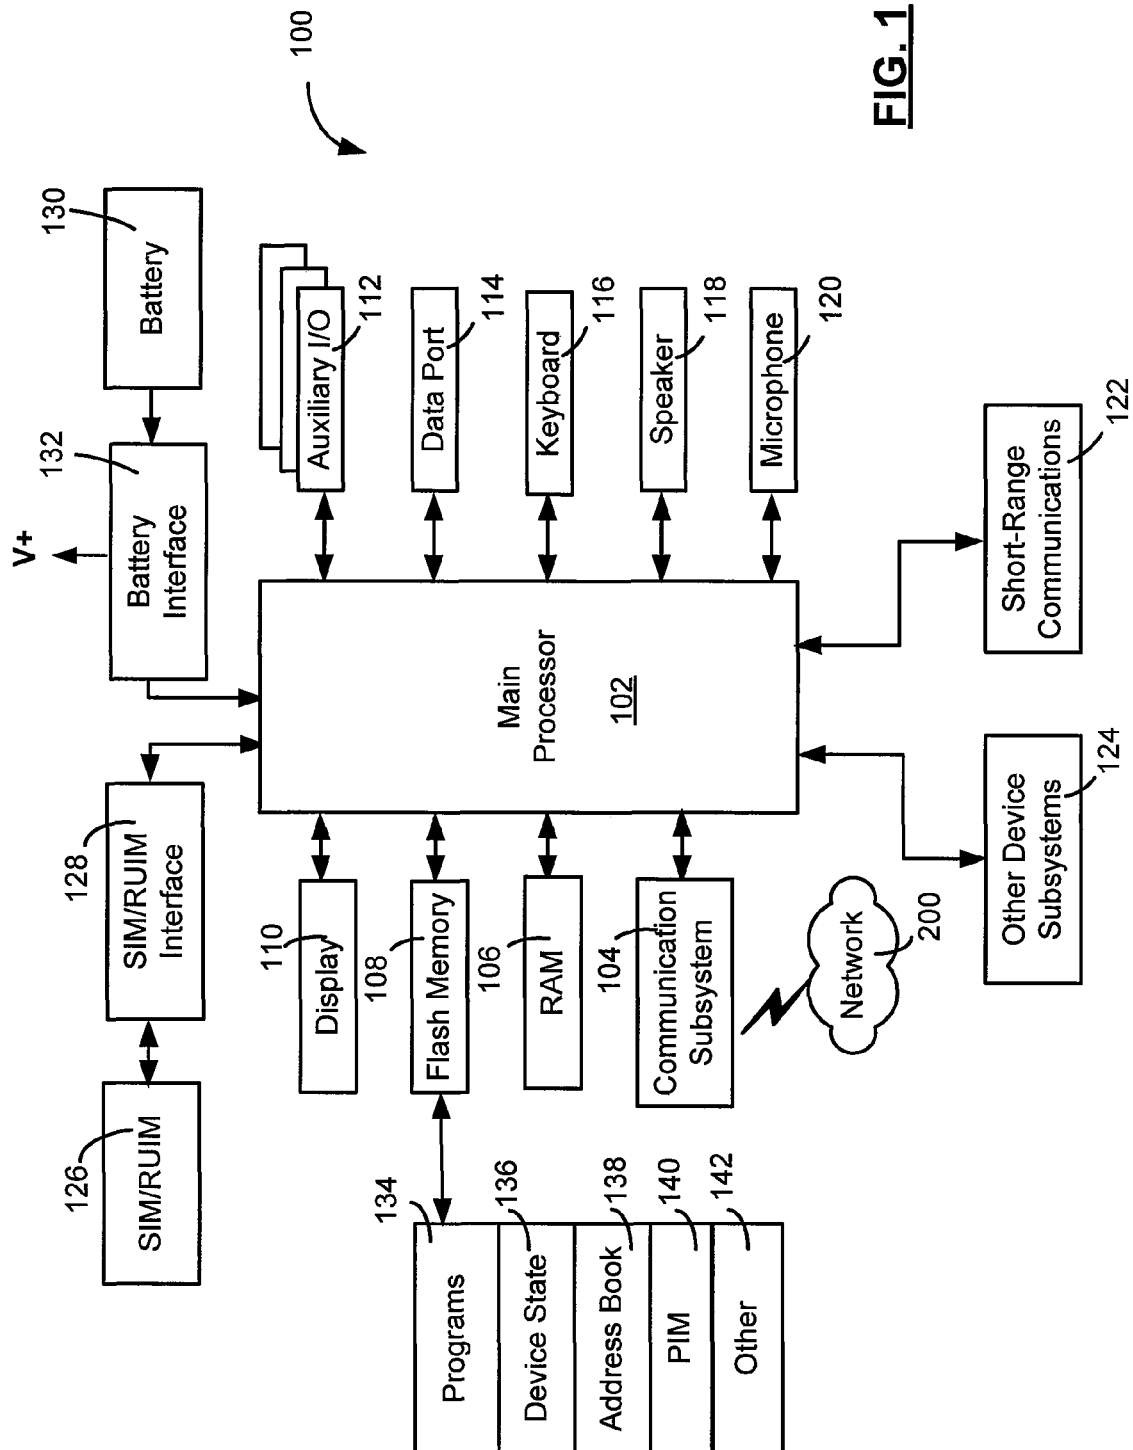 126
SIM/RUIM
128
SIM/RUIM
Interface
V+
132
Battery
Interface
130
Battery
100
110
Display
108
Flash Memory
106
RAM
104
Communication
Subsystem
Network
200
Main
Processor
102
Auxiliary I/O
112
Data Port
114
Keyboard
116
Speaker
118
Microphone
120
134
Programs
136
Device State
138
Address Book
140
PIM
142
Other
Other Device
Subsystems
124
Short-Range
Communications
122
FIG. 1